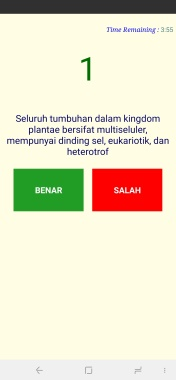 Time Remaining : 3:55
1
Seluruh tumbuhan dalam kingdom
plantae bersifat multiseluler,
mempunyai dinding sel, eukariotik, dan
heterotrof
BENAR SALAH